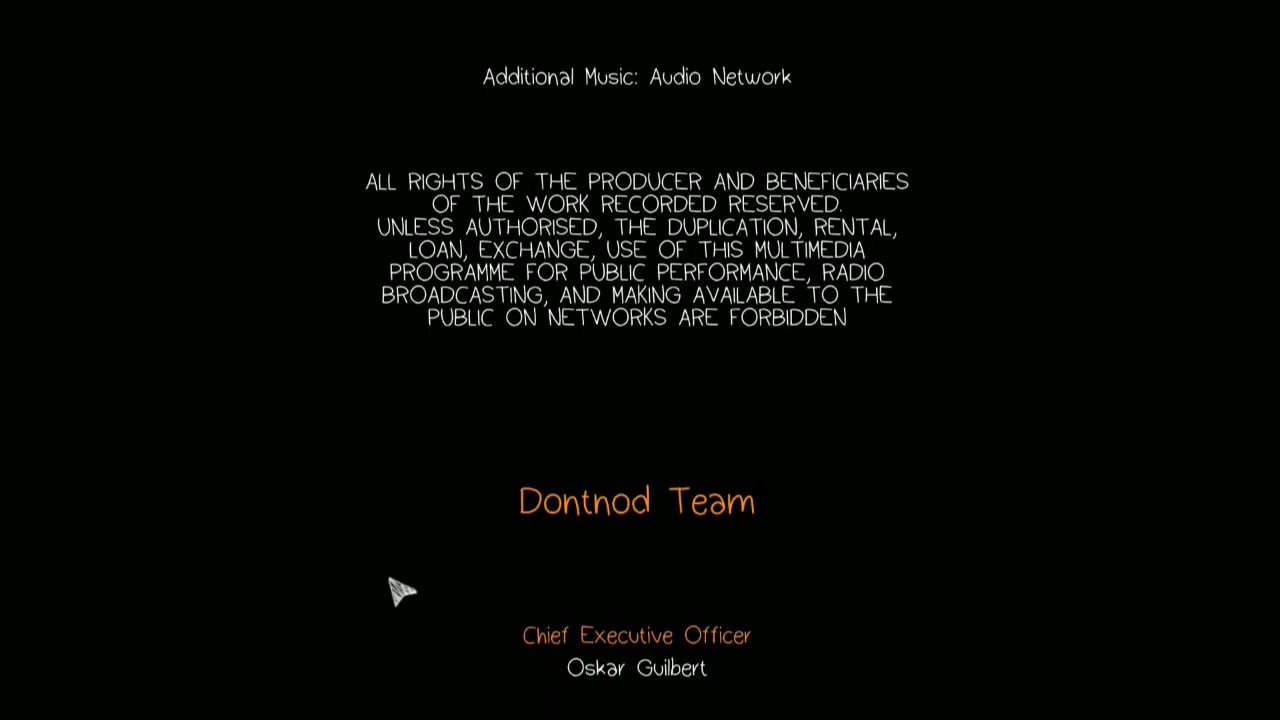 Additional Music: Audio Network
ALL RIGHTS OF THE PRODUCER AND BENEFICIARIES
OF THE WORK RECORDED RESERVED.
UNLESS AUTHORISED, THE DUPLICATION, RENTAL,
LOAN, EXCHANGE, USE OF THIS MULTIMEDIA
PROGRAMME FOR PUBLIC PERFORMANCE, RADIO
BROADCASTING, AND MAKING AVAILABLE TO THE
PUBLIC ON NETWORKS ARE FORBIDDEN
Dontnod Team
Chief Executive Officer
Oskar Guilbert